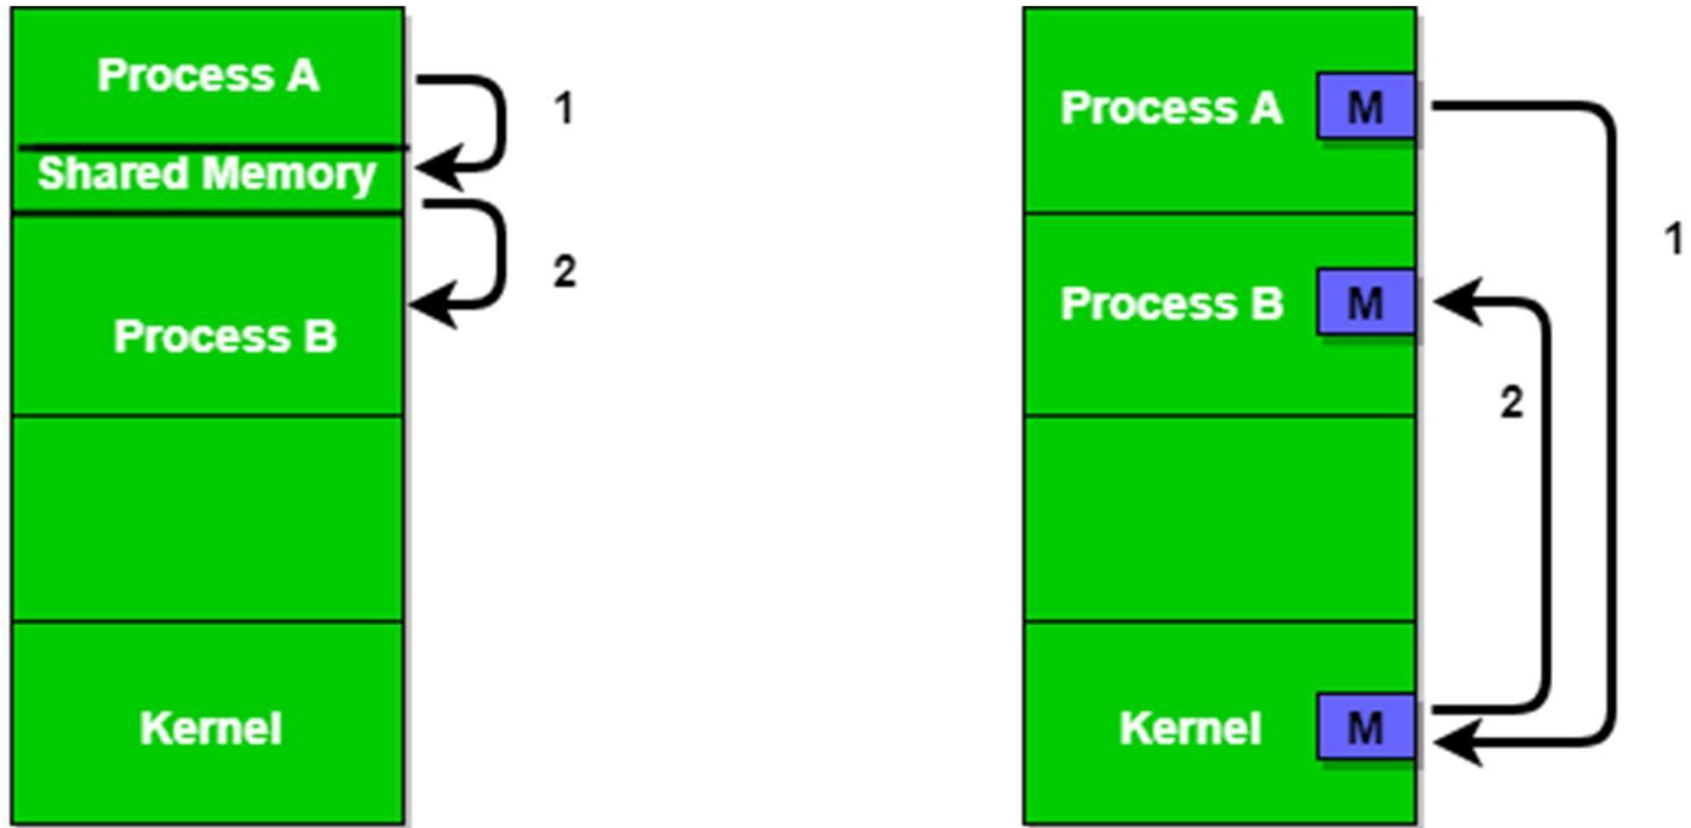 Process A
1
Shared Memory
2
Process B
Kernel
Process A M
1
Process B M
2
Kernel M